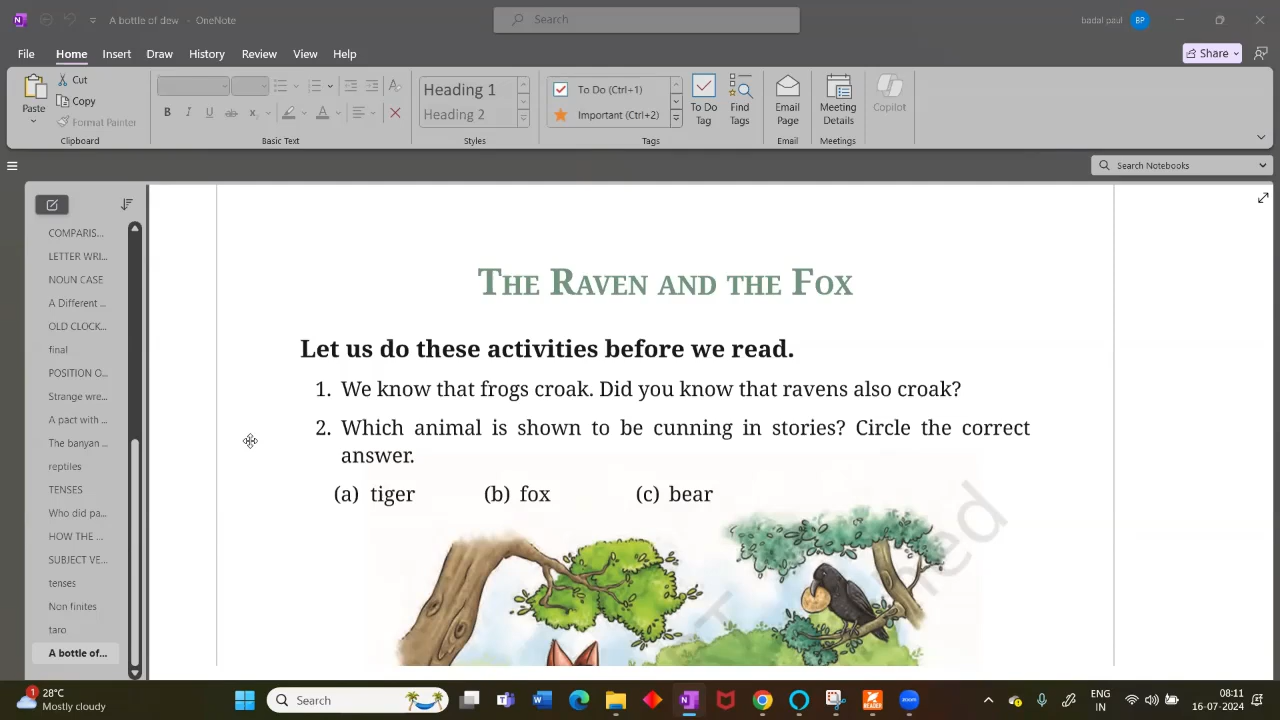 A bottle of dew - OneNote
Search
badal paul
BP
File Home Insert Draw History Review View Help
Share
Paste
Cut
Copy
Format Painter
Clipboard
B I U ab x
A
Basic Text
Heading 1
Heading 2
Styles
To Do (Ctrl+1)
Important (Ctrl+2)
Tags
To Do Tag
Find Tags
Email Page
Email
Meeting Details
Meetings
Copilot
Search Notebooks
COMPARIS...
LETTER WRI...
NOUN CASE
A Different ...
OLD CLOCK...
final
POSITION O...
Strange wre...
A pact with ...
The banyan ...
reptiles
TENSES
Who did pa...
HOW THE ...
SUBJECT VE...
tenses
Non finites
taro
A bottle of...
THE RAVEN AND THE FOX
Let us do these activities before we read.
1. We know that frogs croak. Did you know that ravens also croak?
2. Which animal is shown to be cunning in stories? Circle the correct
answer.
(a) tiger (b) fox (c) bear
1
28°C
Mostly cloudy
Search
READER
zoom
ENG
IN
08:11
16-07-2024